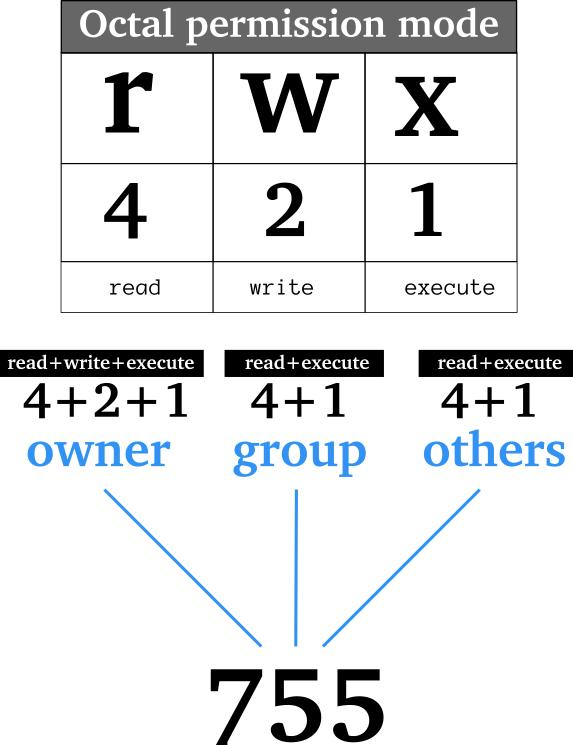 Octal permission mode
r w x
4 2 1
read write execute
read+write+execute read+execute read+execute
4+2+1 4+1 4+1
owner group others
755